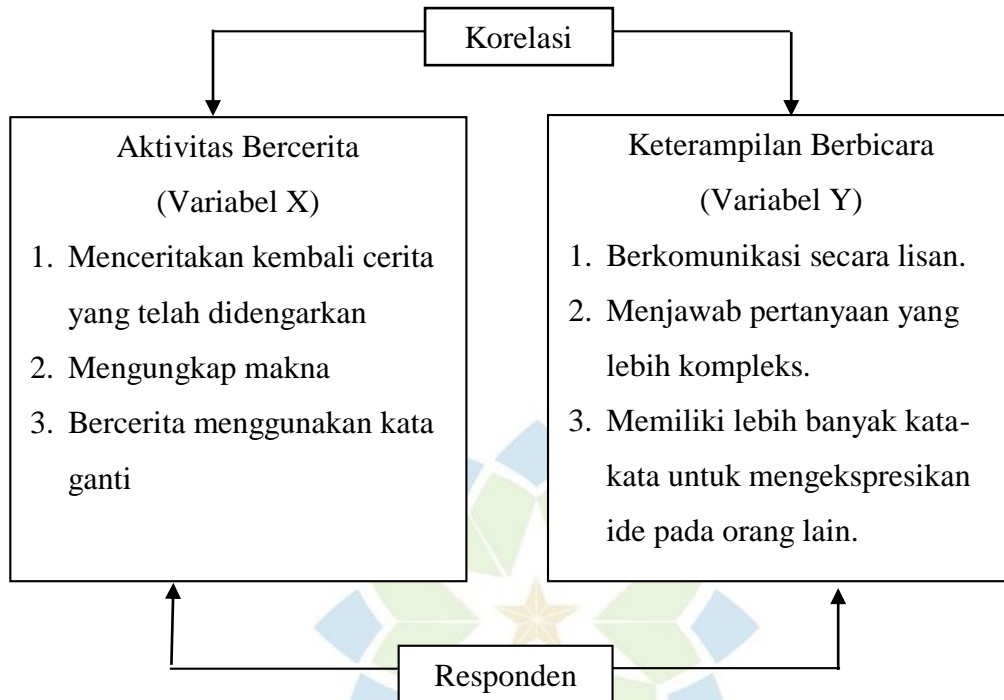 Korelasi
Aktivitas Bercerita
(Variabel X)
1. Menceritakan kembali cerita
yang telah didengarkan
2. Mengungkap makna
3. Bercerita menggunakan kata
ganti
Keterampilan Berbicara
(Variabel Y)
1. Berkomunikasi secara lisan.
2. Menjawab pertanyaan yang
lebih kompleks.
3. Memiliki lebih banyak kata-
kata untuk mengekspresikan
ide pada orang lain.
Responden